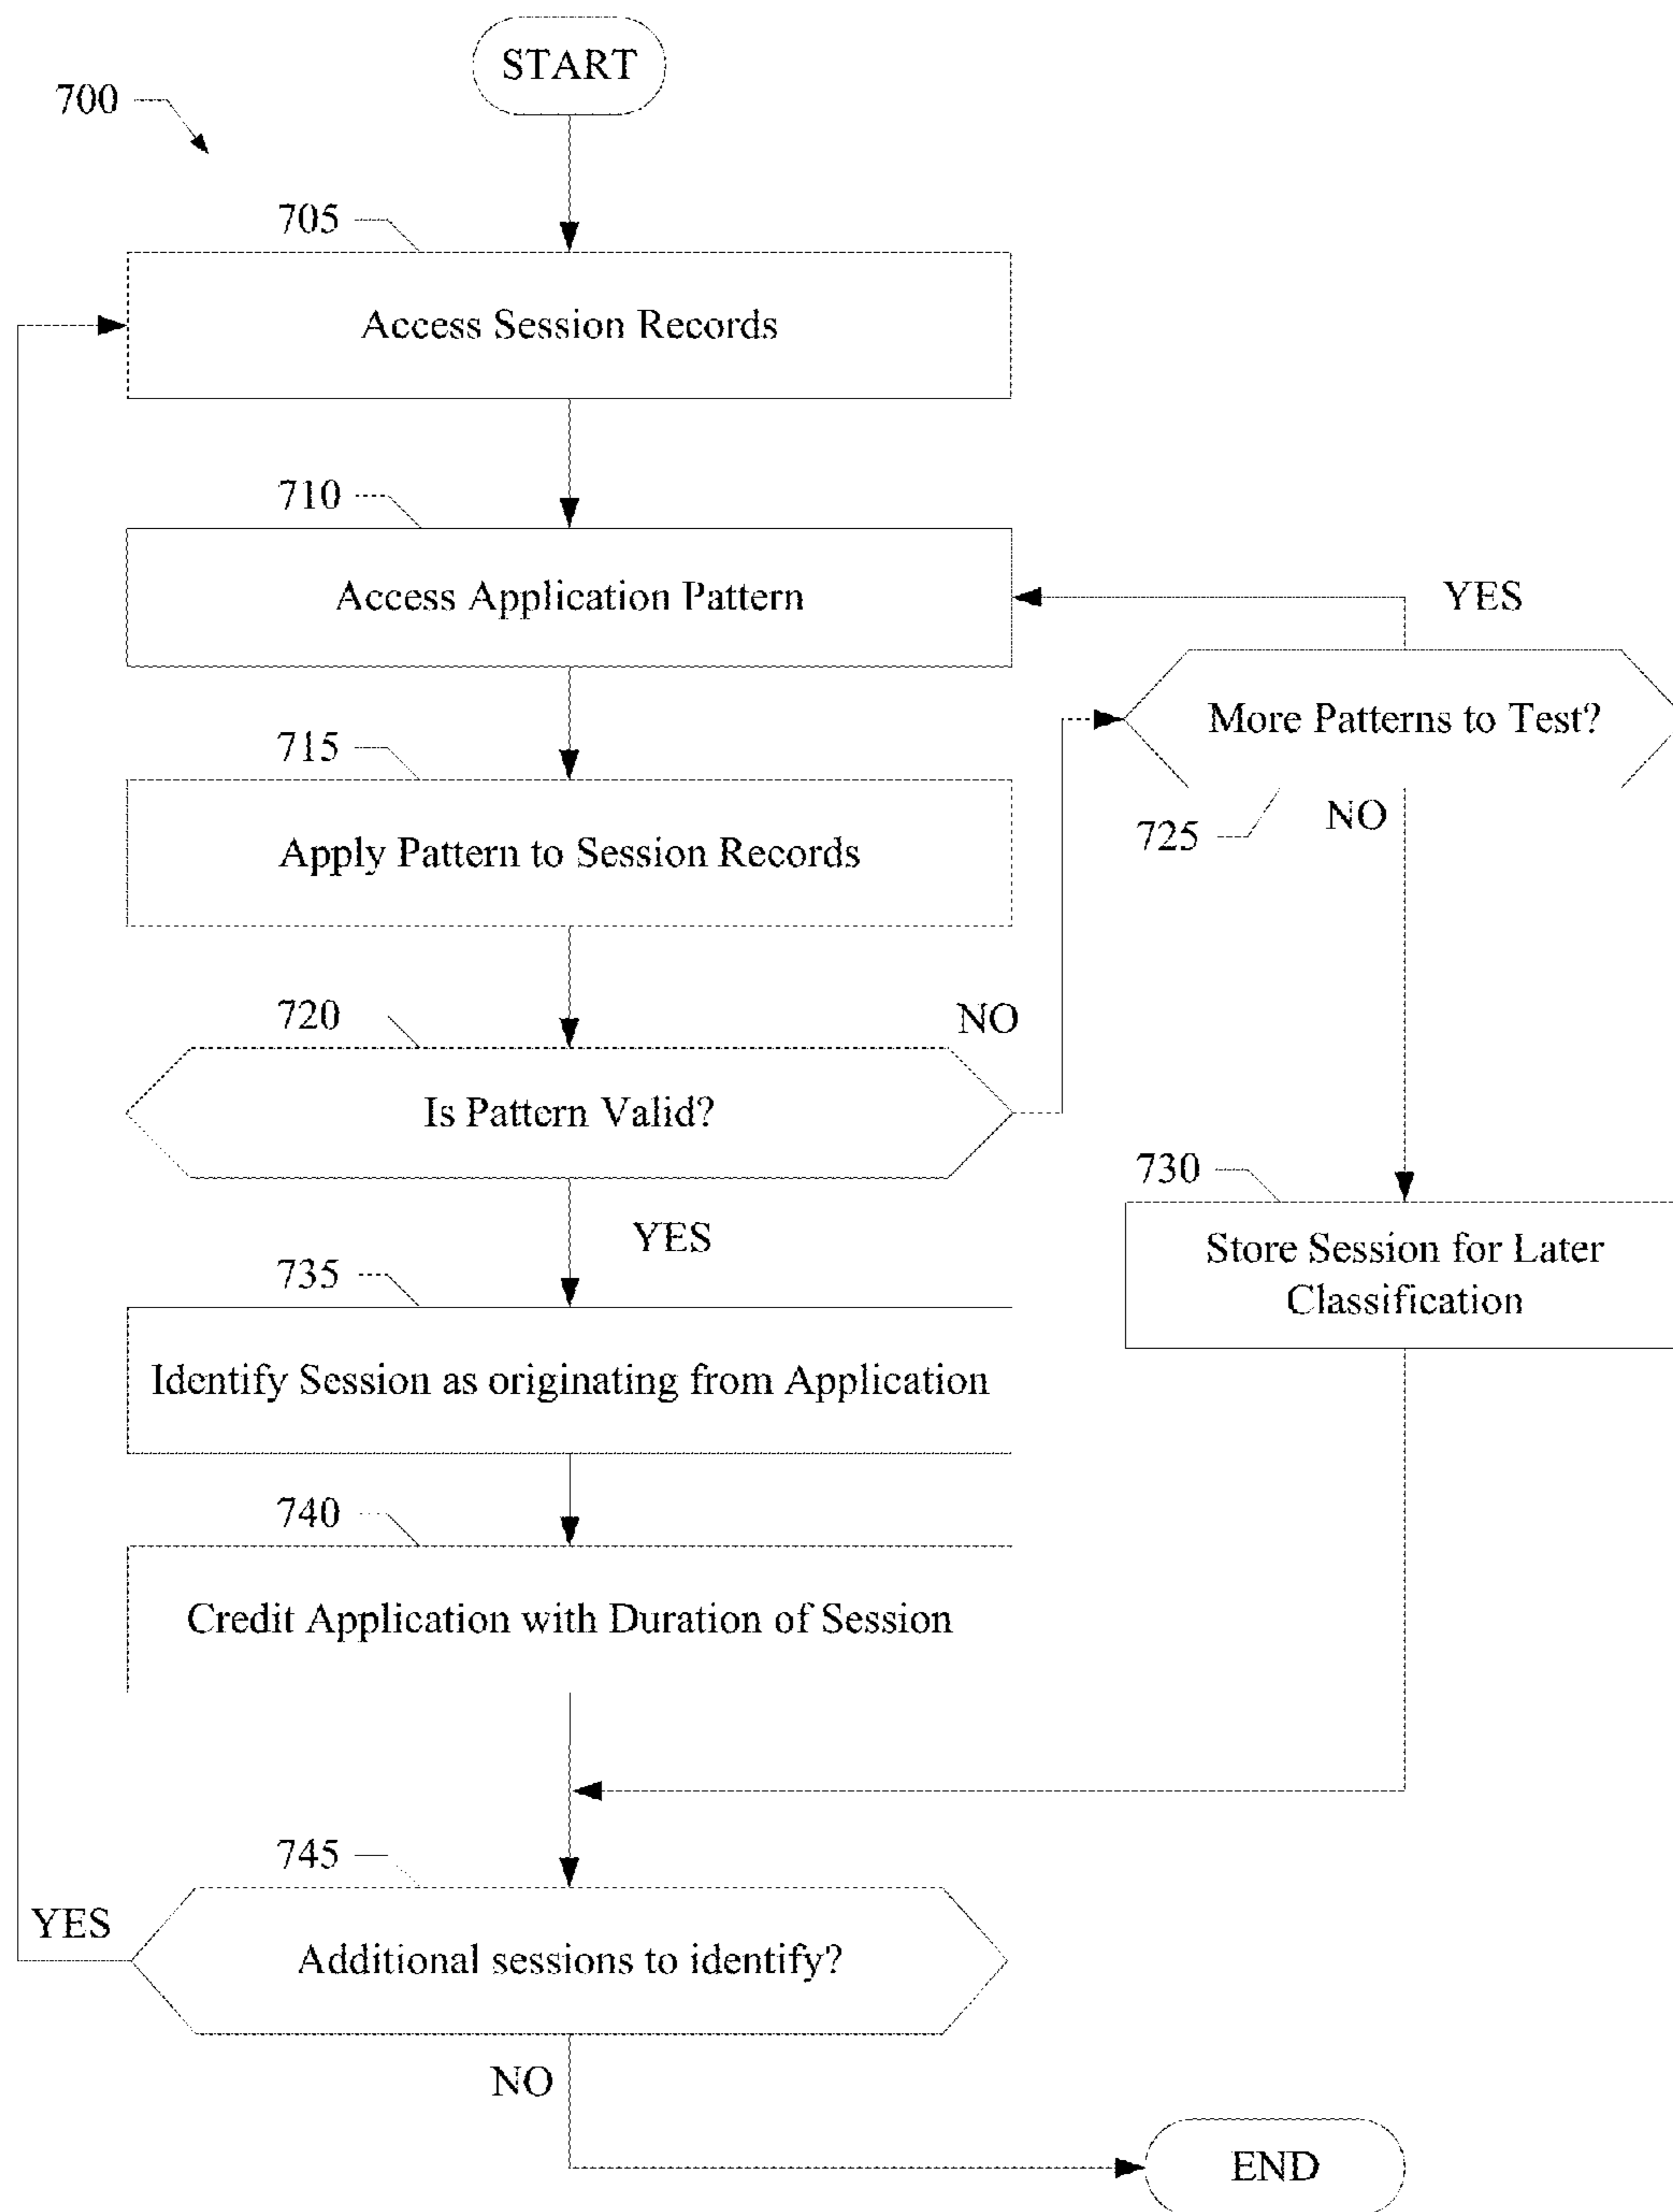 START
700
705
Access Session Records
710
Access Application Pattern
YES
More Patterns to Test?
715
725
NO
Apply Pattern to Session Records
720
NO
Is Pattern Valid?
YES
730
Store Session for Later
Classification
735
Identify Session as originating from Application
740
Credit Application with Duration of Session
745
YES
Additional sessions to identify?
NO
END